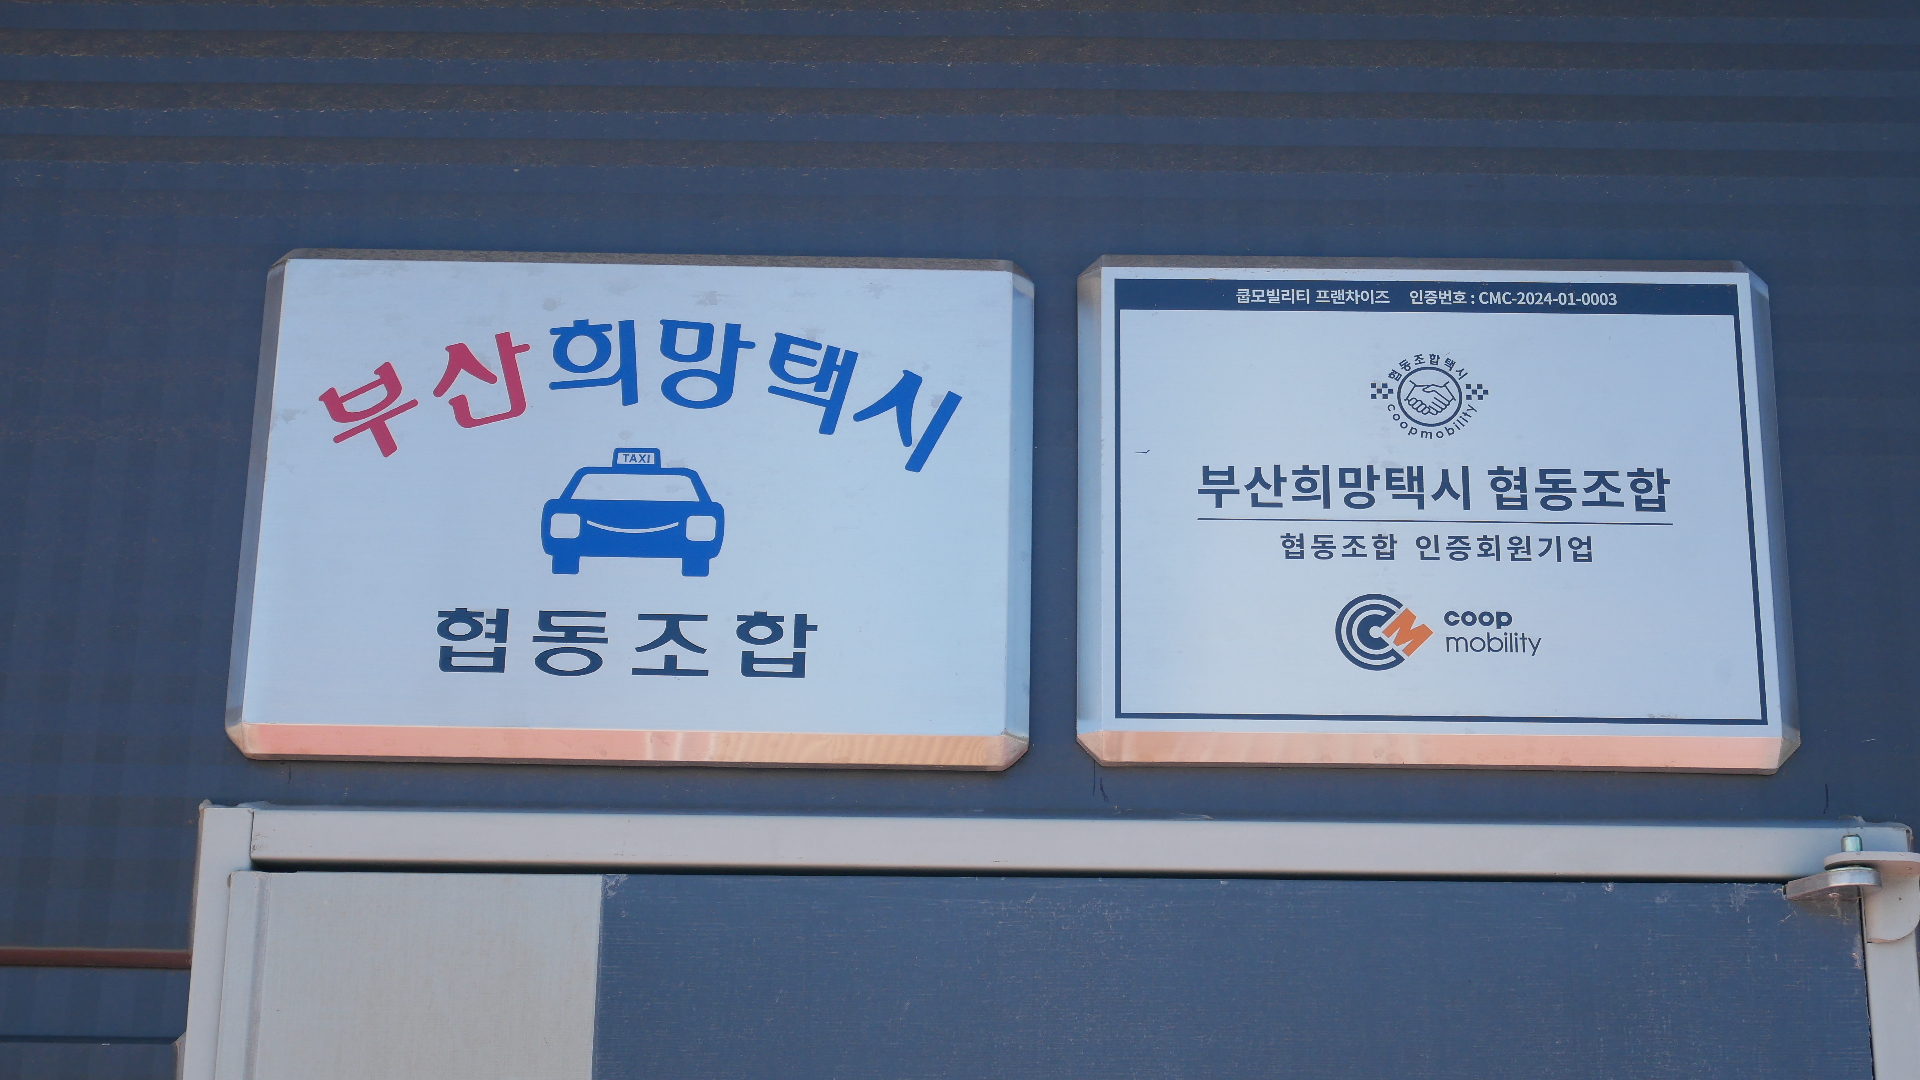 부산희망택시
TAXI
협동조합
쿱모빌리티 프랜차이즈 인증번호 : CMC-2024-01-0003
협동조합택시
coopmobility
부산희망택시 협동조합
협동조합 인증회원기업
CM
coop
mobility